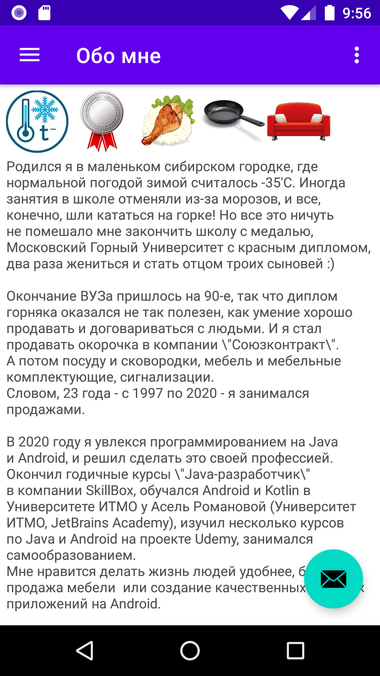 9:56
Обо мне
t-
Родился я в маленьком сибирском городке, где
нормальной погодой зимой считалось -35'С. Иногда
занятия в школе отменяли из-за морозов, и все,
конечно, шли кататься на горке! Но все это ничуть
не помешало мне закончить школу с медалью,
Московский Горный Университет с красным дипломом,
два раза жениться и стать отцом троих сыновей :)
Окончание ВУЗа пришлось на 90-е, так что диплом
горняка оказался не так полезен, как умение хорошо
продавать и договариваться с людьми. И я стал
продавать окорочка в компании \"Союзконтракт\".
А потом посуду и сковородки, мебель и мебельные
комплектующие, сигнализации.
Словом, 23 года - с 1997 по 2020 - я занимался
продажами.
В 2020 году я увлекся программированием на Java
и Android, и решил сделать это своей профессией.
Окончил годичные курсы \"Java-разработчик\"
в компании SkillBox, обучался Android и Kotlin в
Университете ИТМО у Асель Романовой (Университет
ИТМО, JetBrains Academy), изучил несколько курсов
по Java и Android на проекте Udemy, занимался
самообразованием.
Мне нравится делать жизнь людей удобнее,
продажа мебели или создание качественных
приложений на Android.